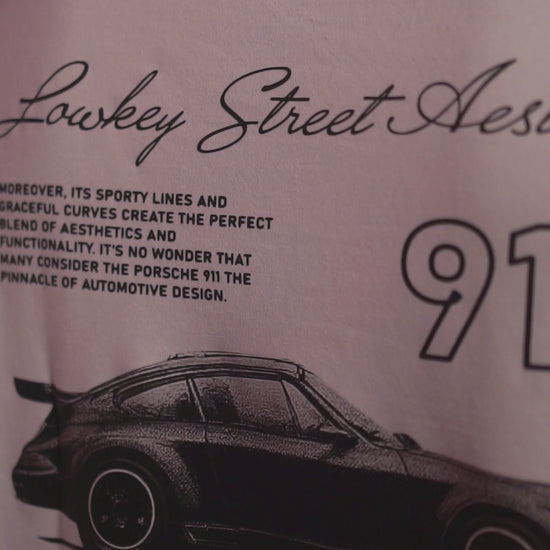 Lowkey Street Aest
MOREOVER, ITS SPORTY LINES AND
GRACEFUL CURVES CREATE THE PERFECT
BLEND OF AESTHETICS AND
FUNCTIONALITY. IT'S NO WONDER THAT
MANY CONSIDER THE PORSCHE 911 THE
PINNACLE OF AUTOMOTIVE DESIGN.
91